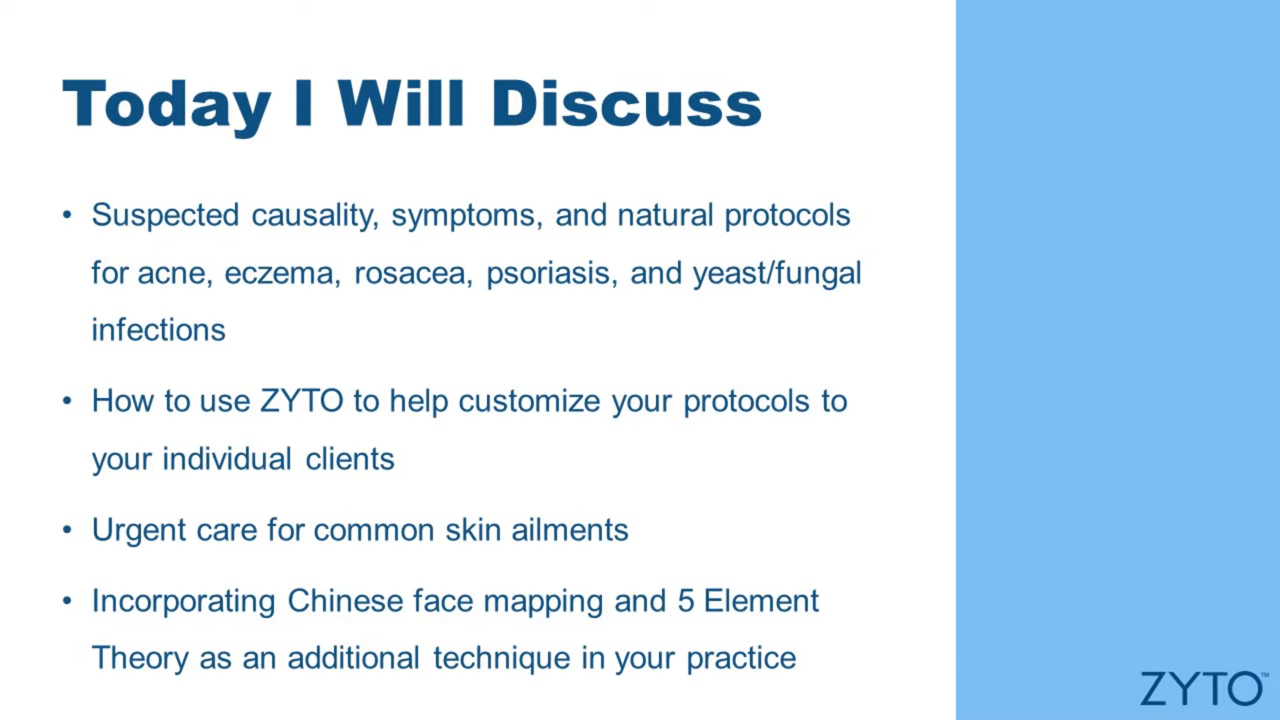 Today I Will Discuss
• Suspected causality, symptoms, and natural protocols
for acne, eczema, rosacea, psoriasis, and yeast/fungal
infections
• How to use ZYTO to help customize your protocols to
your individual clients
• Urgent care for common skin ailments
• Incorporating Chinese face mapping and 5 Element
Theory as an additional technique in your practice
ZYTO™